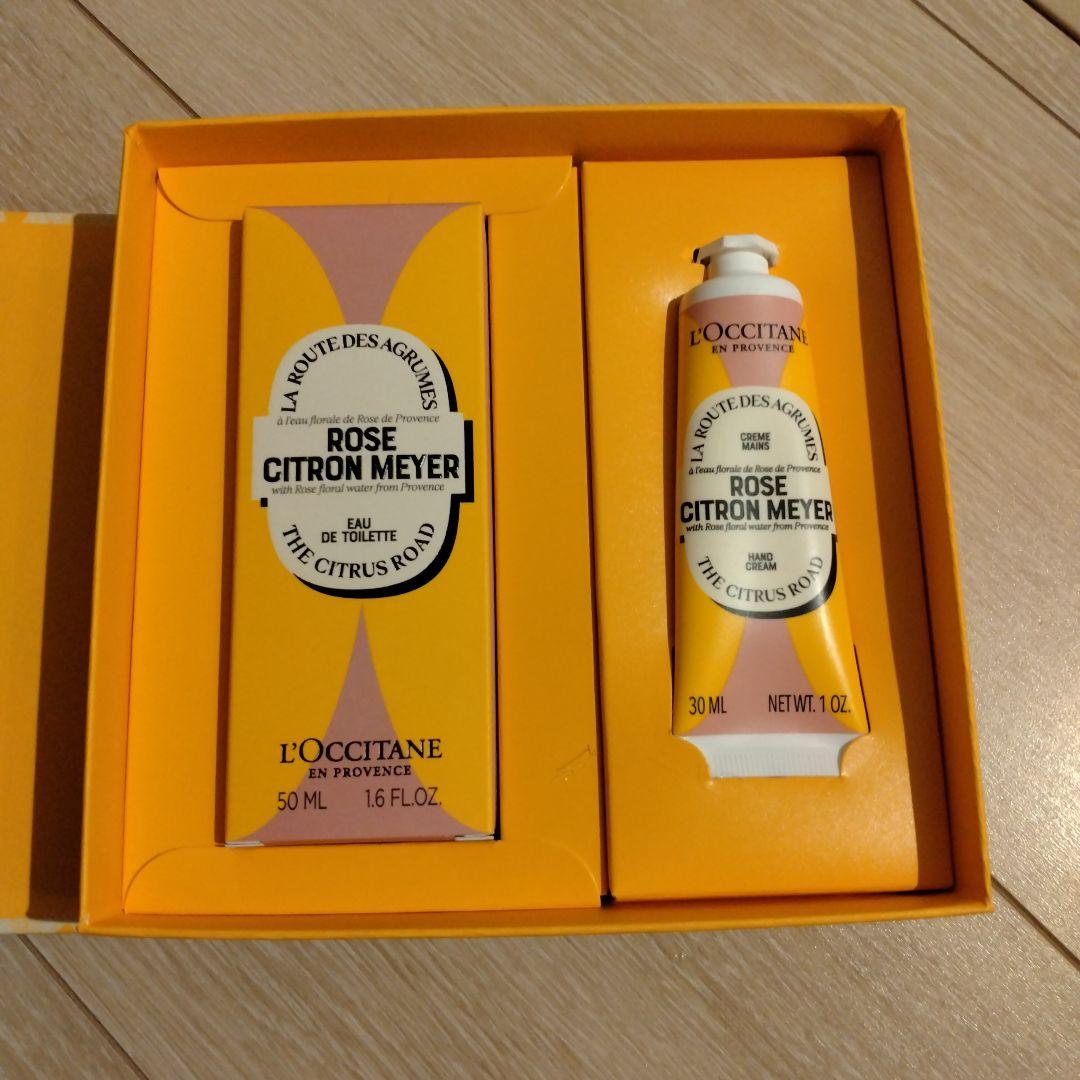 LA ROUTE DES AGRUMES
à l'eau florale de Rose de Provence
ROSE
CITRON MEYER
with Rose floral water from Provence
EAU
DE TOILETTE
THE CITRUS ROAD
L'OCCITANE
EN PROVENCE
50 ML 1.6 FL.OZ.
L'OCCITANE
EN PROVENCE
LA ROUTE DES AGRUMES
CREME
MAINS
à l'eau florale de Rose de Provence
ROSE
CITRON MEYER
with Rose floral water from Provence
HAND
CREAM
THE CITRUS ROAD
30 ML NET WT. 1 OZ.